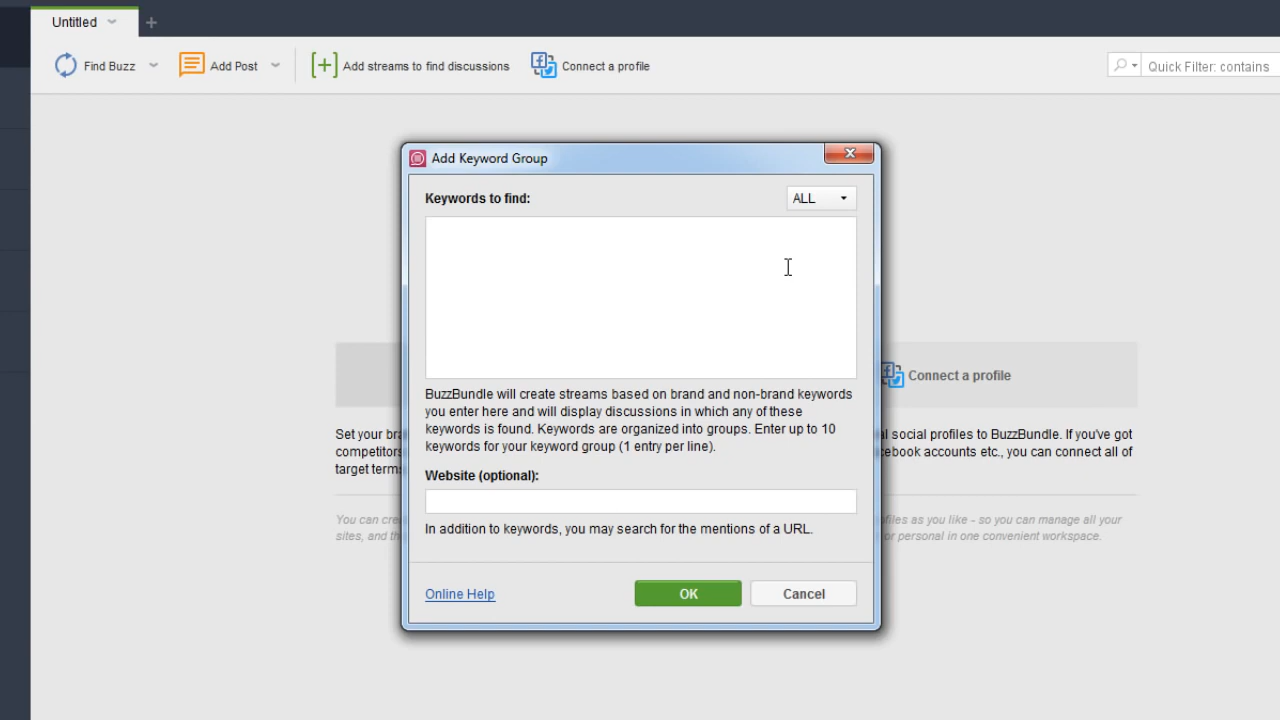 Untitled
Find Buzz
Add Post
Add streams to find discussions
Connect a profile
Quick Filter: contains
Add Keyword Group
Keywords to find:
ALL
BuzzBundle will create streams based on brand and non-brand keywords
you enter here and will display discussions in which any of these
keywords is found. Keywords are organized into groups. Enter up to 10
keywords for your keyword group (1 entry per line).
Website (optional):
In addition to keywords, you may search for the mentions of a URL.
Online Help
OK
Cancel
Connect a profile
Set your bra
competitors
target terms
al social profiles to BuzzBundle. If you've got
cebook accounts etc., you can connect all of
You can cre
sites, and th
files as you like - so you can manage all your
or personal in one convenient workspace.